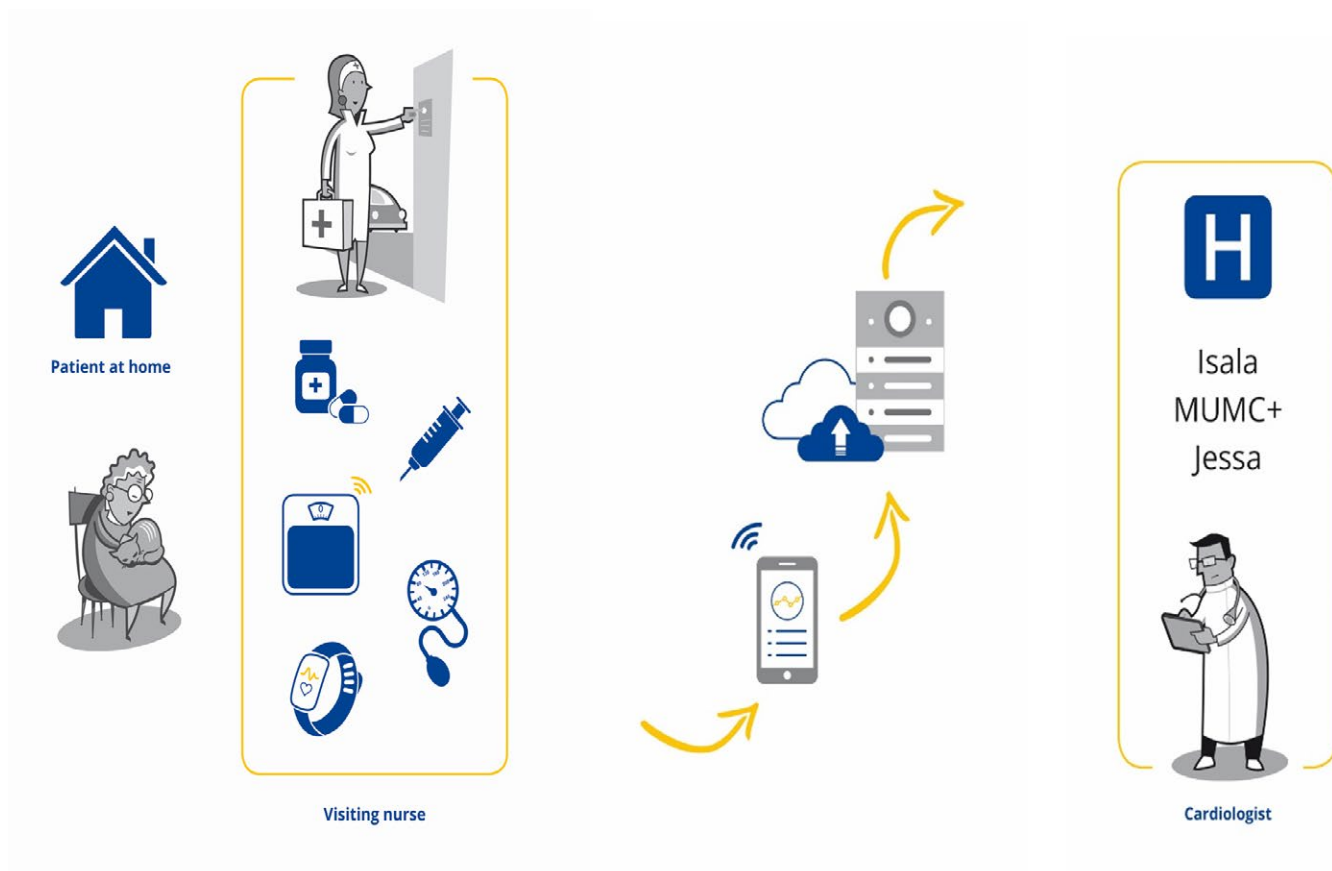 Patient at home
Visiting nurse
H
Isala
MUMC+
Jessa
Cardiologist